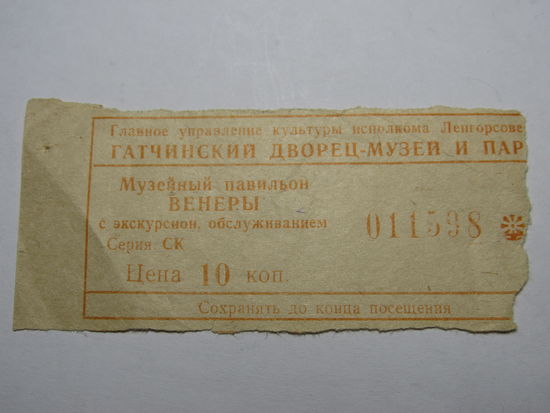 Главное управление культуры исполкома Ленгорсове
ГАТЧИНСКИЙ ДВОРЕЦ-МУЗЕЙ И ПАР
Музейный павильон
ВЕНЕРЫ
с экскурсион. обслуживанием
Серия СК
011598
Цена 10 коп.
Сохранять до конца посещения